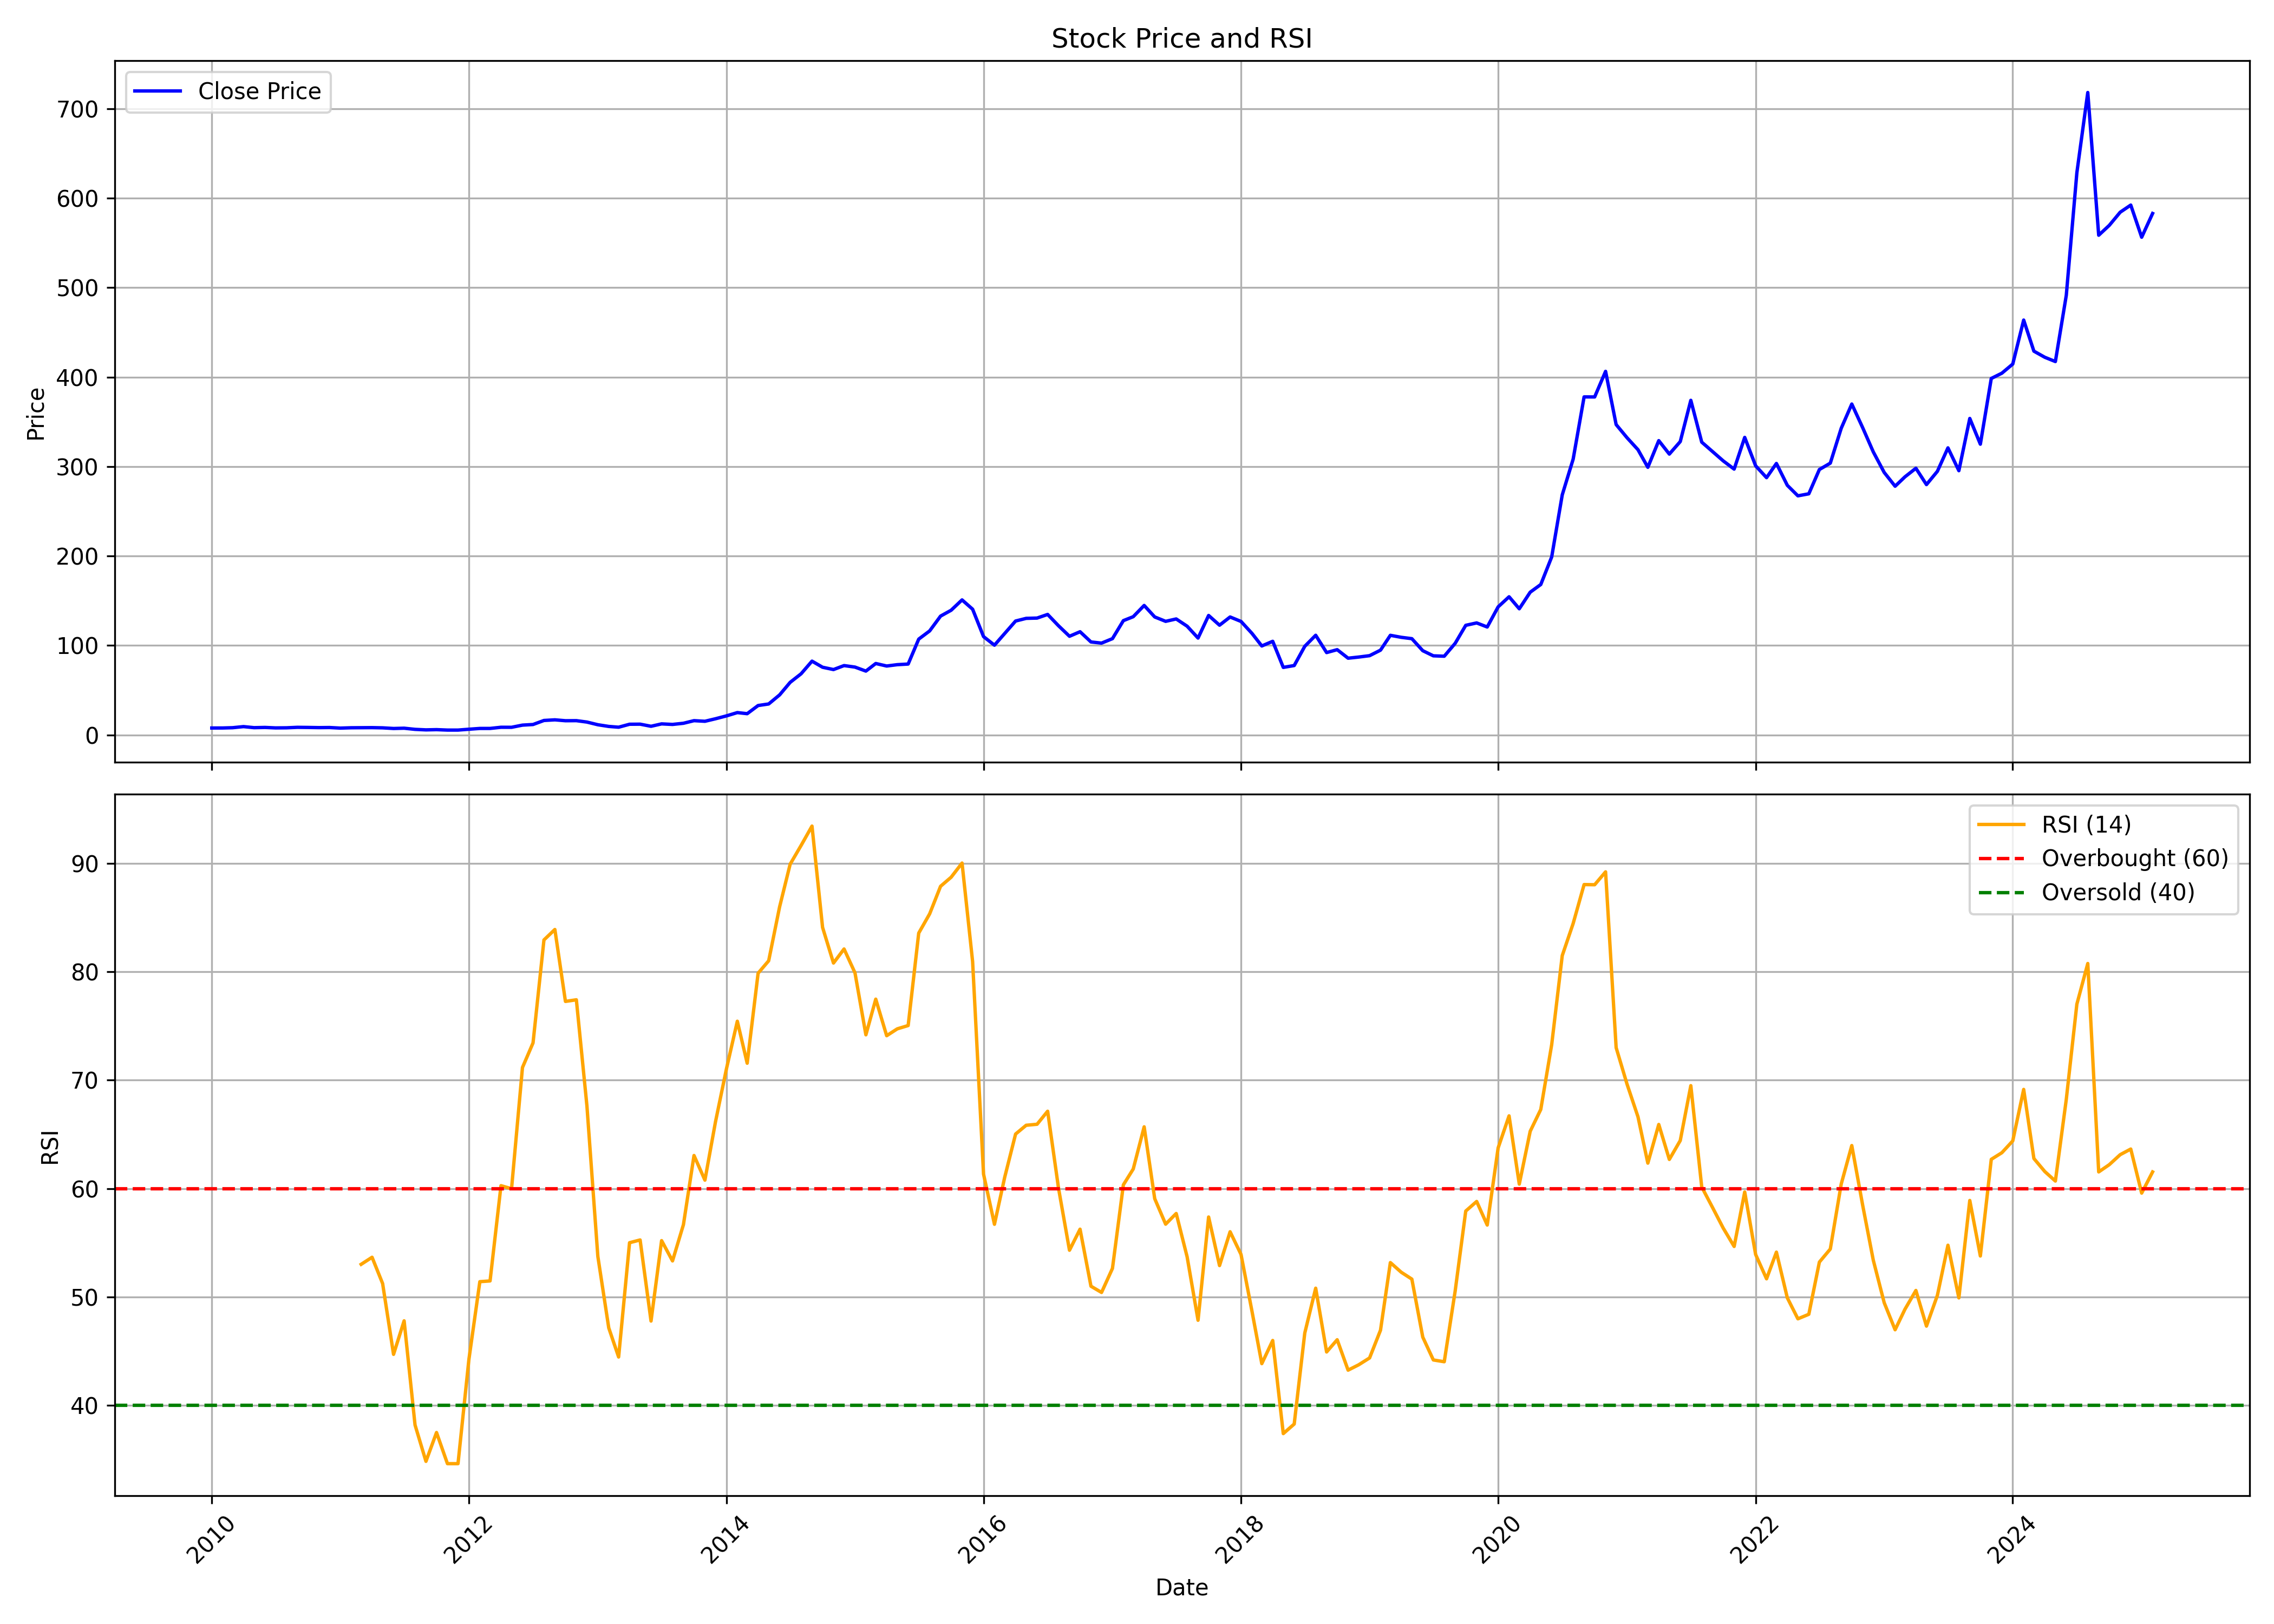 Stock Price and RSI
Close Price
700
600
500
400
300
200
100
0
Price
RSI (14)
Overbought (60)
Oversold (40)
90
80
70
60
50
40
RSI
2010
2012
2014
2016
2018
2020
2022
2024
Date